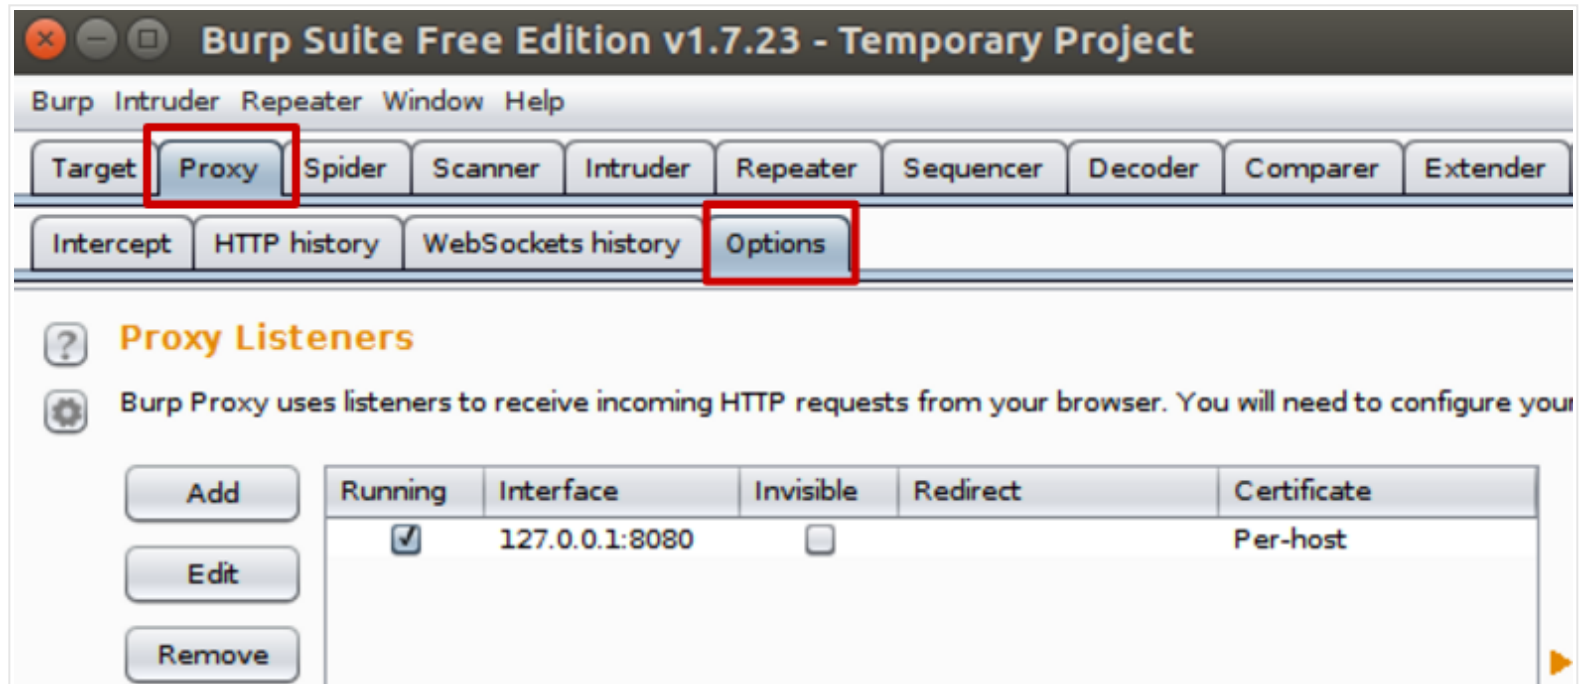 Burp Suite Free Edition v1.7.23 - Temporary Project
Burp Intruder Repeater Window Help
Target Proxy Spider Scanner Intruder Repeater Sequencer Decoder Comparer Extender
Intercept HTTP history WebSockets history Options
Proxy Listeners
Burp Proxy uses listeners to receive incoming HTTP requests from your browser. You will need to configure your
Add Running Interface Invisible Redirect Certificate
127.0.0.1:8080 Per-host
Edit
Remove